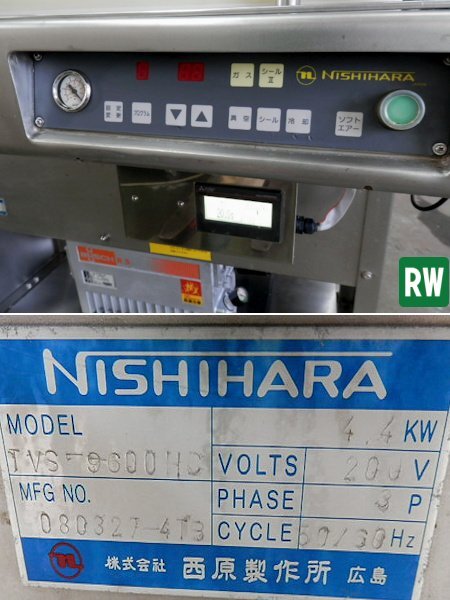 ガス
シール
II
NISHIHARA
設定
変更
プログラム
▼
▲
真空
シール
冷却
ソフト
エアー
BUSCH
RW
NISHIHARA
MODEL
4.4 KW
TVS-9600HC
VOLTS 200 V
MFG NO.
PHASE 3 P
080327-4T3
CYCLE 50/60Hz
株式会社 西原製作所 広島